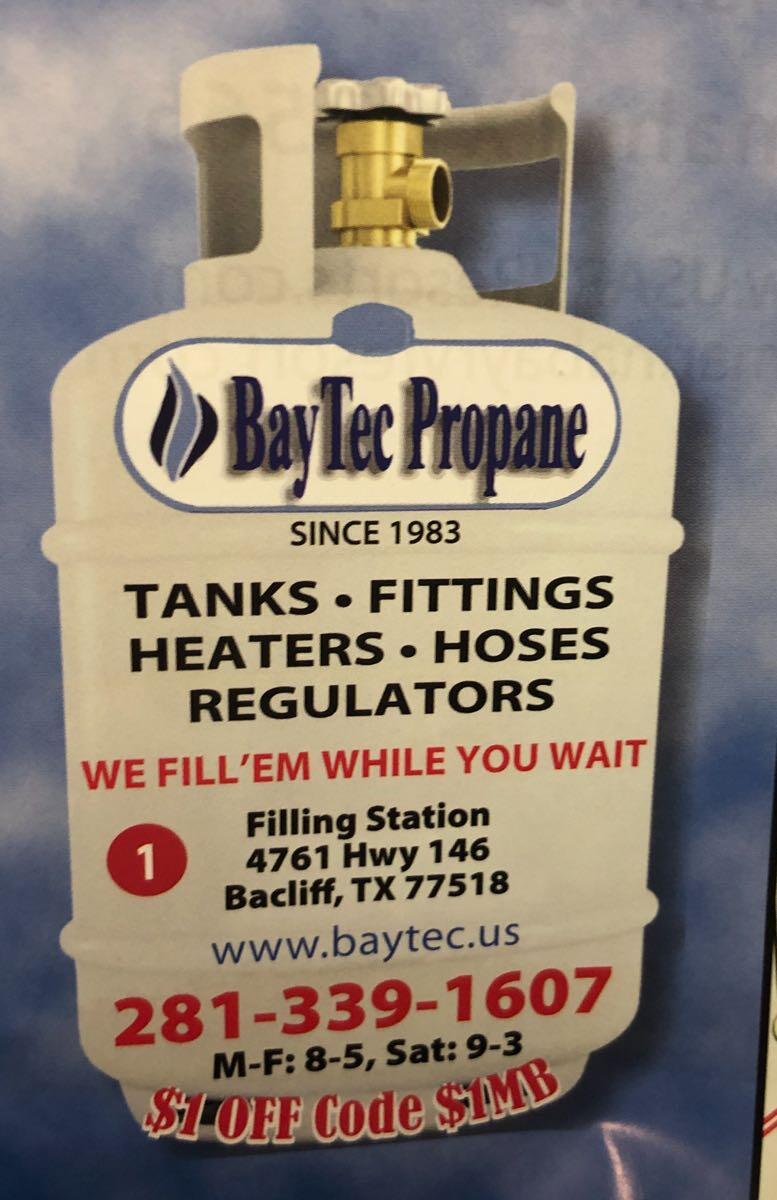 BayTec Propane
SINCE 1983
TANKS • FITTINGS
HEATERS • HOSES
REGULATORS
WE FILL'EM WHILE YOU WAIT
1
Filling Station
4761 Hwy 146
Bacliff, TX 77518
www.baytec.us
281-339-1607
M-F: 8-5, Sat: 9-3
$1 OFF Code $1MB